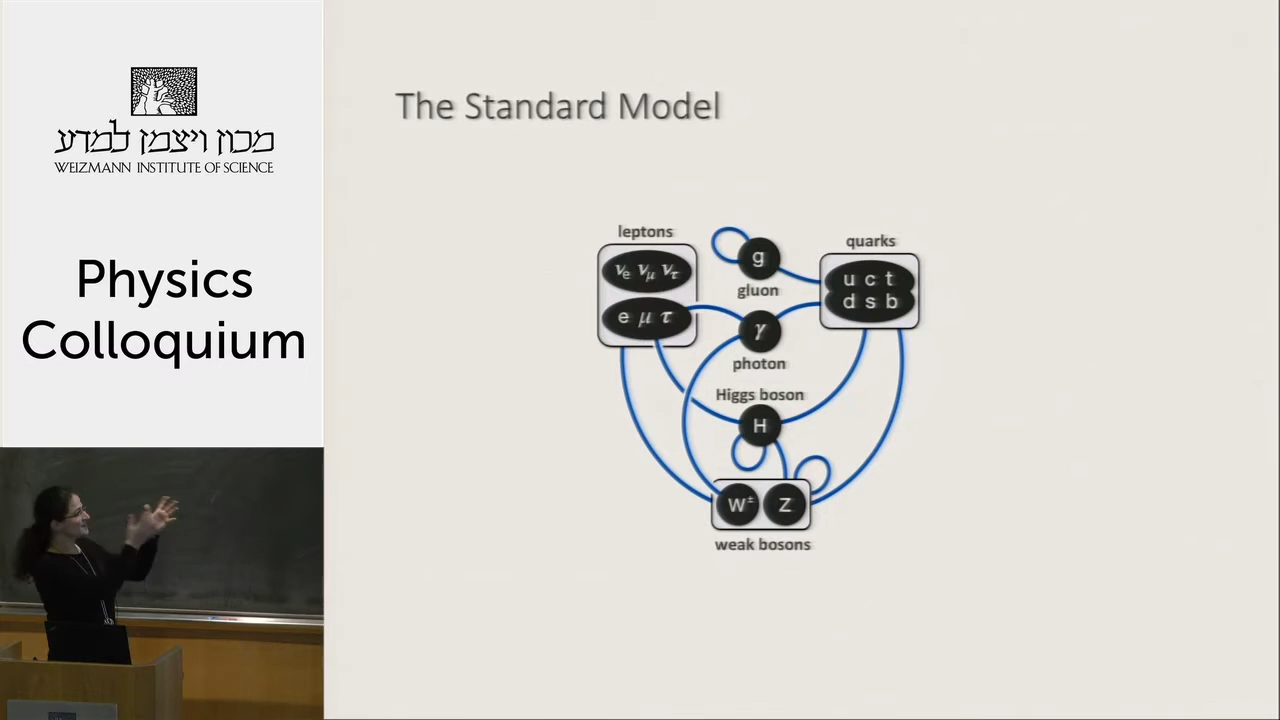 מכון ויצמן למדע
WEIZMANN INSTITUTE OF SCIENCE
Physics
Colloquium
The Standard Model
leptons
νe νμ ντ
e μ τ
g
gluon
quarks
u c t
d s b
γ
photon
Higgs boson
H
W± Z
weak bosons